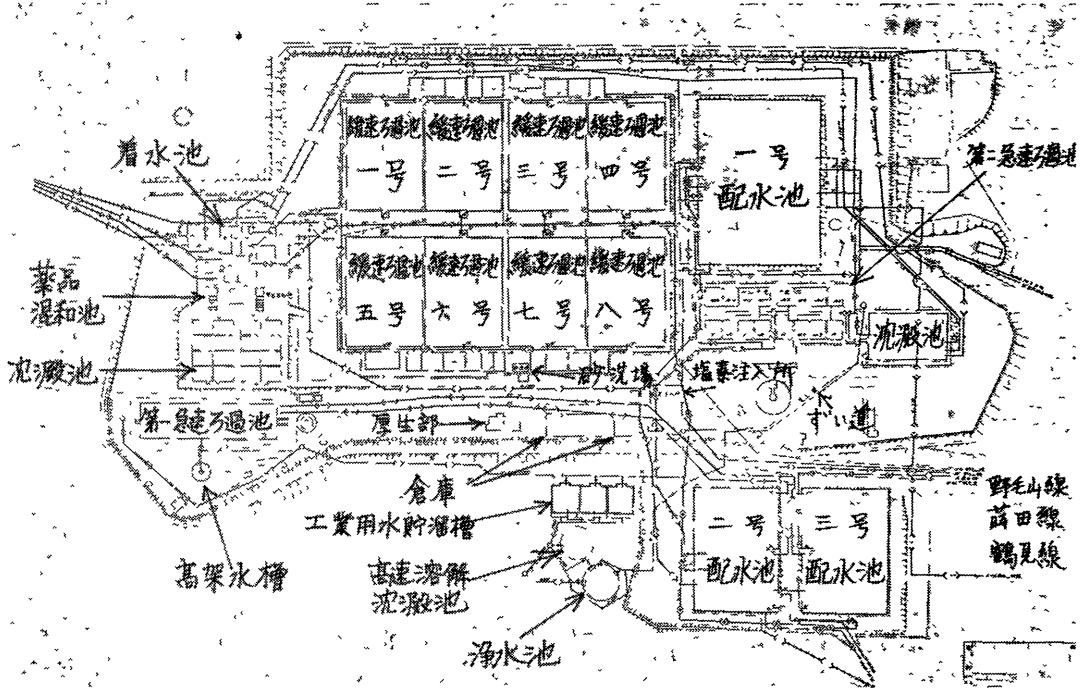 緩速ろ過池
一号
緩速ろ過池
二号
緩速ろ過池
三号
緩速ろ過池
四号
一号
配水池
第二急速ろ過池
着水池
緩速ろ過池
五号
緩速ろ過池
六号
緩速ろ過池
七号
緩速ろ過池
八号
薬品
混和池
沈澱池
沈澱池
砂洗場
塩素注入所
ずい道
第一急速ろ過池
厚生部
倉庫
工業用水貯溜槽
高架水槽
高速溶解
沈澱池
浄水池
二号
配水池
三号
配水池
野毛山線
蒔田線
鶴見線